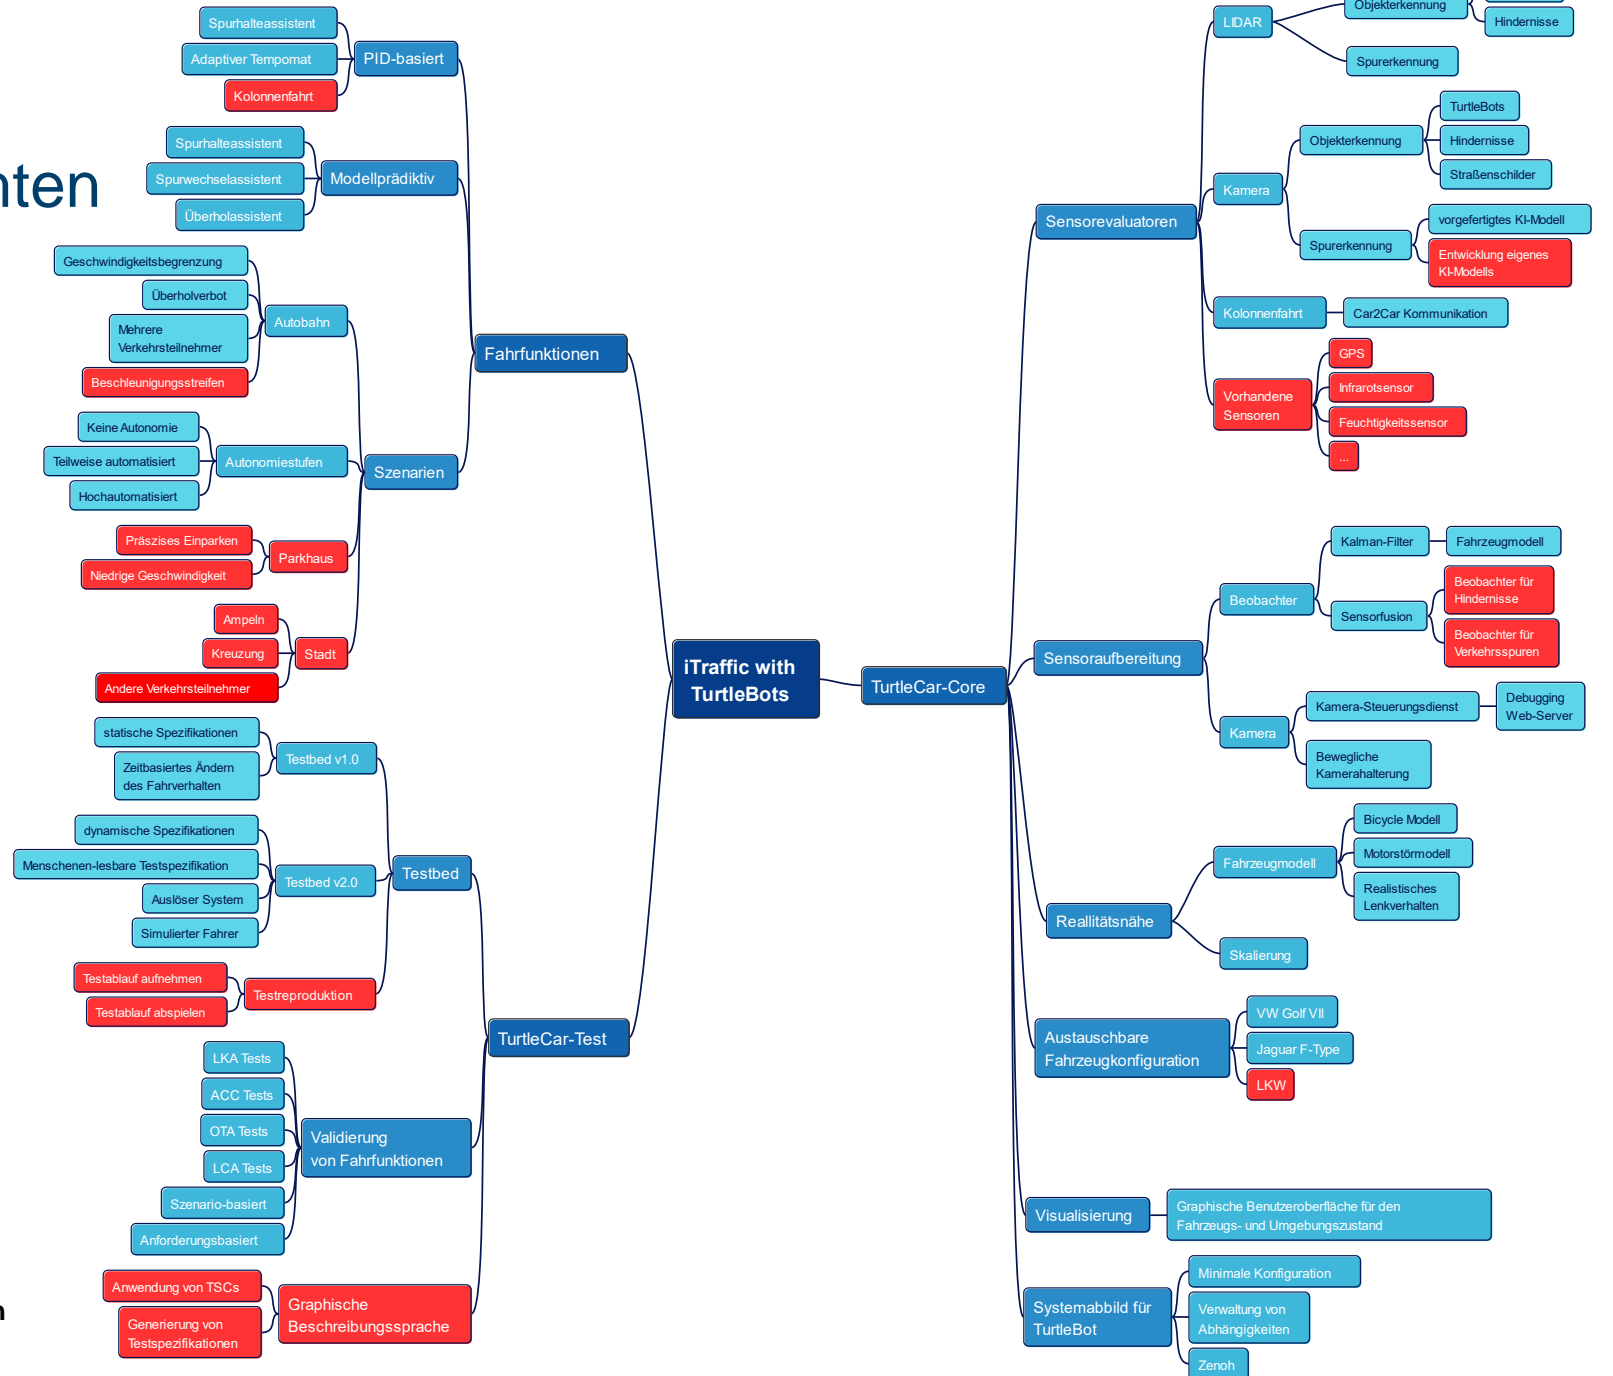 nten
n
iTraffic with
TurtleBots
Fahrfunktionen
PID-basiert
Spurhalteassistent
Adaptiver Tempomat
Kolonnenfahrt
Modellprädiktiv
Spurhalteassistent
Spurwechselassistent
Überholassistent
Szenarien
Autobahn
Geschwindigkeitsbegrenzung
Überholverbot
Mehrere
Verkehrsteilnehmer
Beschleunigungsstreifen
Autonomiestufen
Keine Autonomie
Teilweise automatisiert
Hochautomatisiert
Parkhaus
Präszises Einparken
Niedrige Geschwindigkeit
Stadt
Ampeln
Kreuzung
Andere Verkehrsteilnehmer
TurtleCar-Test
Testbed
Testbed v1.0
statische Spezifikationen
Zeitbasiertes Ändern
des Fahrverhalten
Testbed v2.0
dynamische Spezifikationen
Menschenen-lesbare Testspezifikation
Auslöser System
Simulierter Fahrer
Testreproduktion
Testablauf aufnehmen
Testablauf abspielen
Validierung
von Fahrfunktionen
LKA Tests
ACC Tests
OTA Tests
LCA Tests
Szenario-basiert
Anforderungsbasiert
Graphische
Beschreibungssprache
Anwendung von TSCs
Generierung von
Testspezifikationen
TurtleCar-Core
Sensorevaluatoren
LIDAR
Objekterkennung
Hindernisse
Spurerkennung
Kamera
Objekterkennung
TurtleBots
Hindernisse
Straßenschilder
Spurerkennung
vorgefertigtes KI-Modell
Entwicklung eigenes
KI-Modells
Kolonnenfahrt
Car2Car Kommunikation
Vorhandene
Sensoren
GPS
Infrarotsensor
Feuchtigkeitssensor
...
Sensoraufbereitung
Beobachter
Kalman-Filter
Fahrzeugmodell
Sensorfusion
Beobachter für
Hindernisse
Beobachter für
Verkehrsspuren
Kamera
Kamera-Steuerungsdienst
Debugging
Web-Server
Bewegliche
Kamerahalterung
Reallitätsnähe
Fahrzeugmodell
Bicycle Modell
Motorstörmodell
Realistisches
Lenkverhalten
Skalierung
Austauschbare
Fahrzeugkonfiguration
VW Golf VII
Jaguar F-Type
LKW
Visualisierung
Graphische Benutzeroberfläche für den
Fahrzeugs- und Umgebungszustand
Systemabbild für
TurtleBot
Minimale Konfiguration
Verwaltung von
Abhängigkeiten
Zenoh